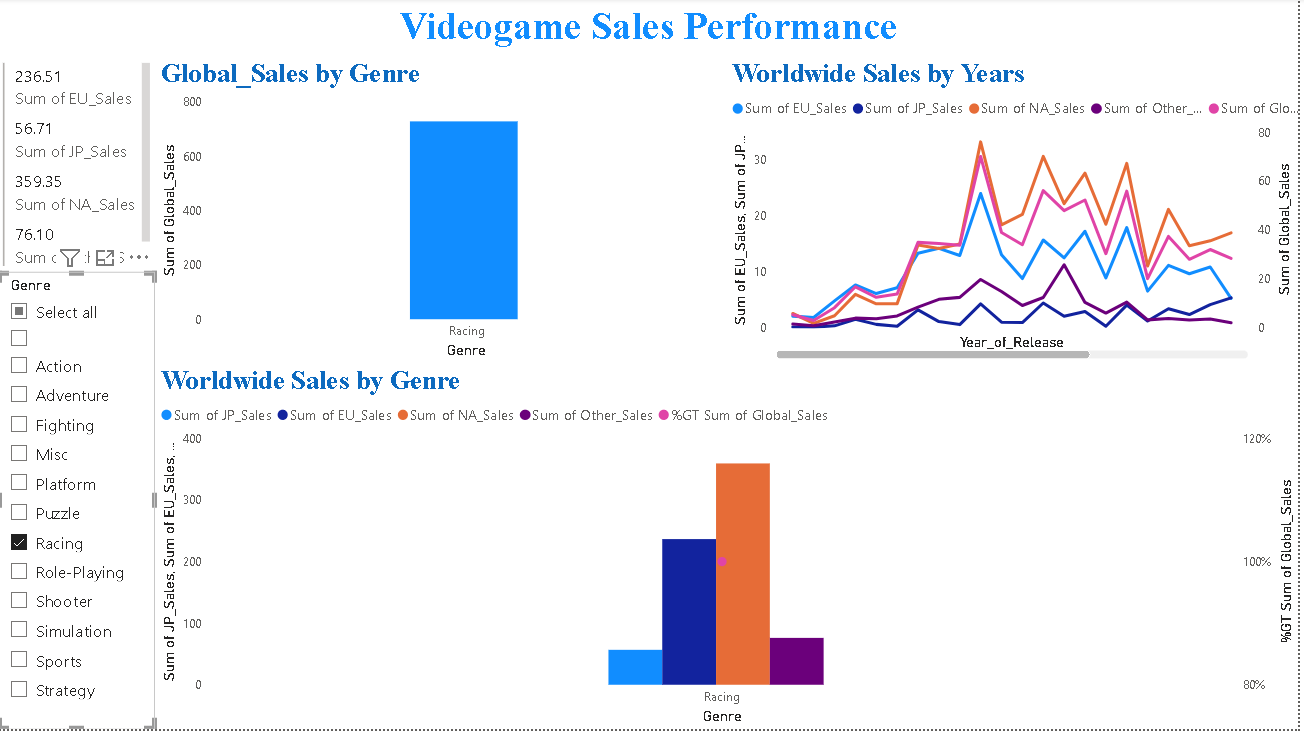 Videogame Sales Performance
236.51
Sum of EU_Sales
56.71
Sum of JP_Sales
359.35
Sum of NA_Sales
76.10
Sum
Genre
Select all
Action
Adventure
Fighting
Misc
Platform
Puzzle
Racing
Role-Playing
Shooter
Simulation
Sports
Strategy
Global_Sales by Genre
Sum of Global_Sales
800
600
400
200
0
Racing
Genre
Worldwide Sales by Years
Sum of EU_Sales Sum of JP_Sales Sum of NA_Sales Sum of Other_... Sum of Glo...
Sum of EU_Sales, Sum of JP_...
30
20
10
0
80
60
40
20
0
Sum of Global_Sales
Year_of_Release
Worldwide Sales by Genre
Sum of JP_Sales Sum of EU_Sales Sum of NA_Sales Sum of Other_Sales %GT Sum of Global_Sales
Sum of JP_Sales, Sum of EU_Sales, ...
400
300
200
100
0
120%
100%
80%
%GT Sum of Global_Sales
Racing
Genre